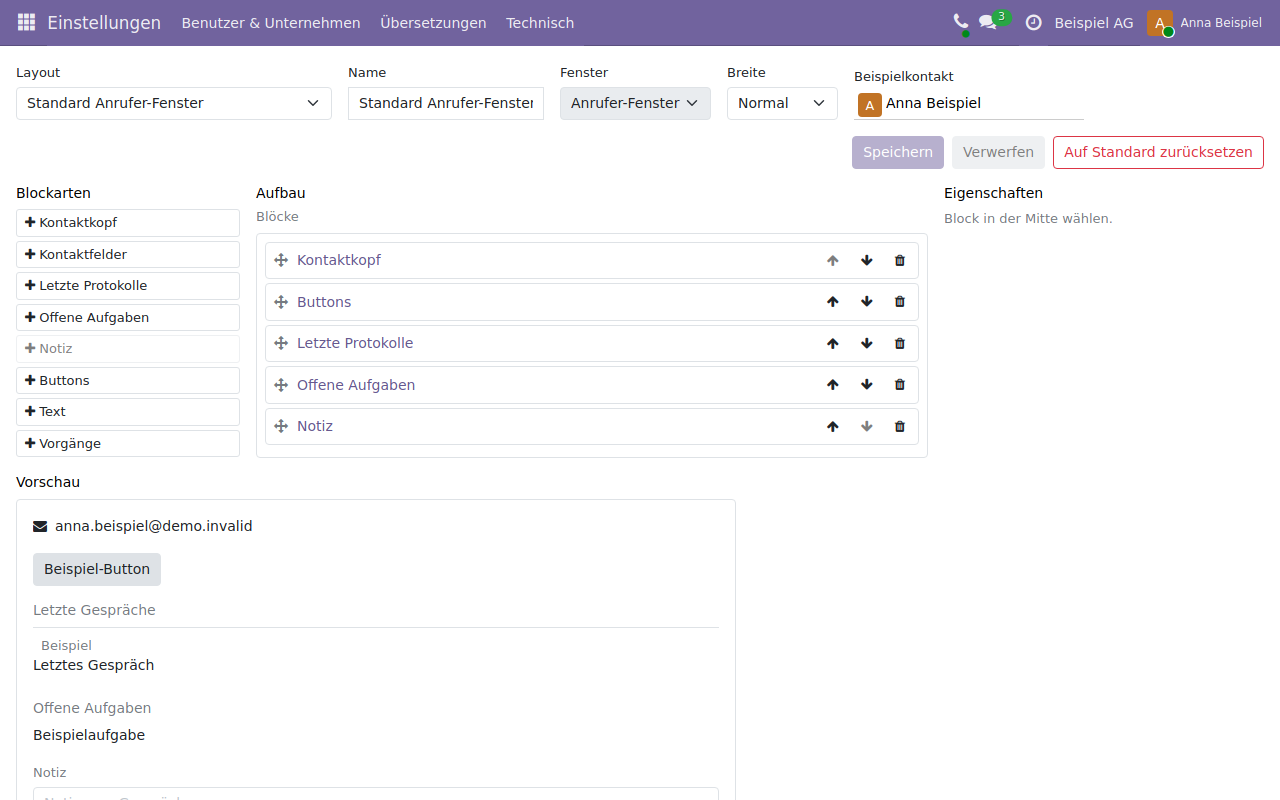 Einstellungen Benutzer & Unternehmen Übersetzungen Technisch 3 Beispiel AG A Anna Beispiel
Layout Name Fenster Breite Beispielkontakt
Standard Anrufer-Fenster Standard Anrufer-Fenster Anrufer-Fenster Normal A Anna Beispiel
Speichern Verwerfen Auf Standard zurücksetzen
Blockarten
Kontaktkopf
Kontaktfelder
Letzte Protokolle
Offene Aufgaben
Notiz
Buttons
Text
Vorgänge
Aufbau
Blöcke
Kontaktkopf
Buttons
Letzte Protokolle
Offene Aufgaben
Notiz
Eigenschaften
Block in der Mitte wählen.
Vorschau
anna.beispiel@demo.invalid
Beispiel-Button
Letzte Gespräche
Beispiel
Letztes Gespräch
Offene Aufgaben
Beispielaufgabe
Notiz